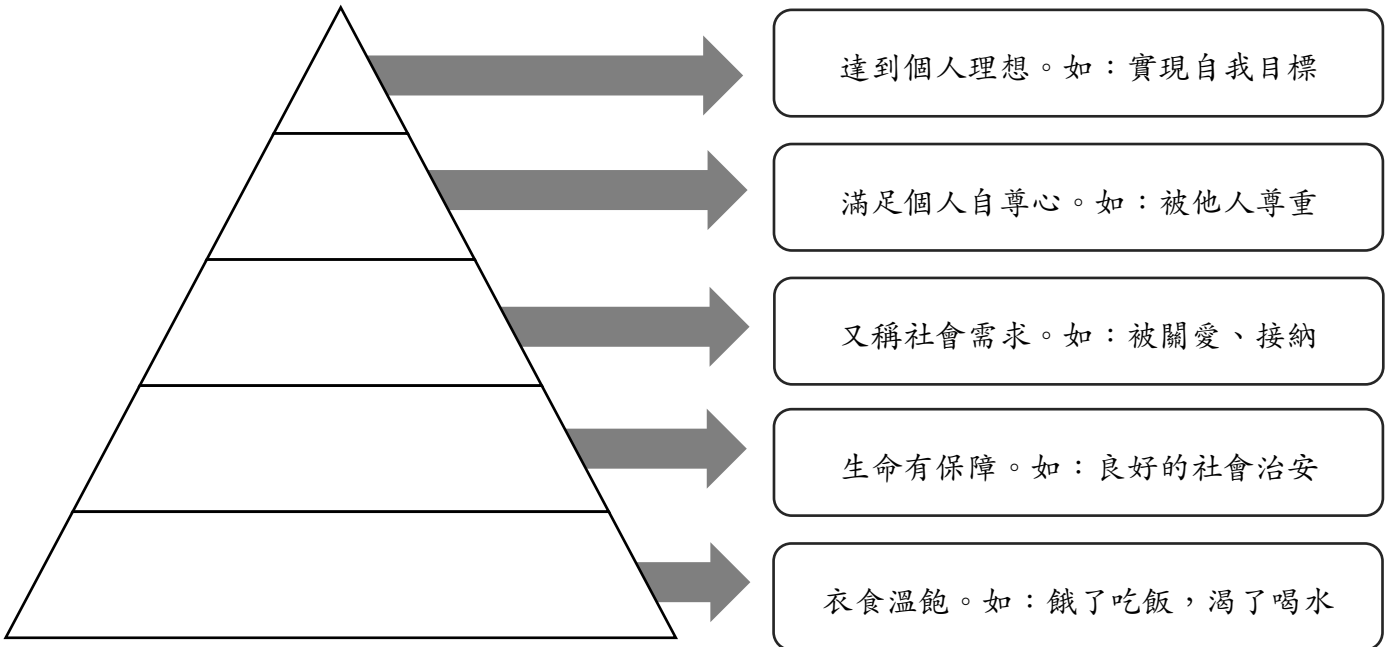 達到個人理想。如：實現自我目標
滿足個人自尊心。如：被他人尊重
又稱社會需求。如：被關愛、接納
生命有保障。如：良好的社會治安
衣食溫飽。如：餓了吃飯，渴了喝水